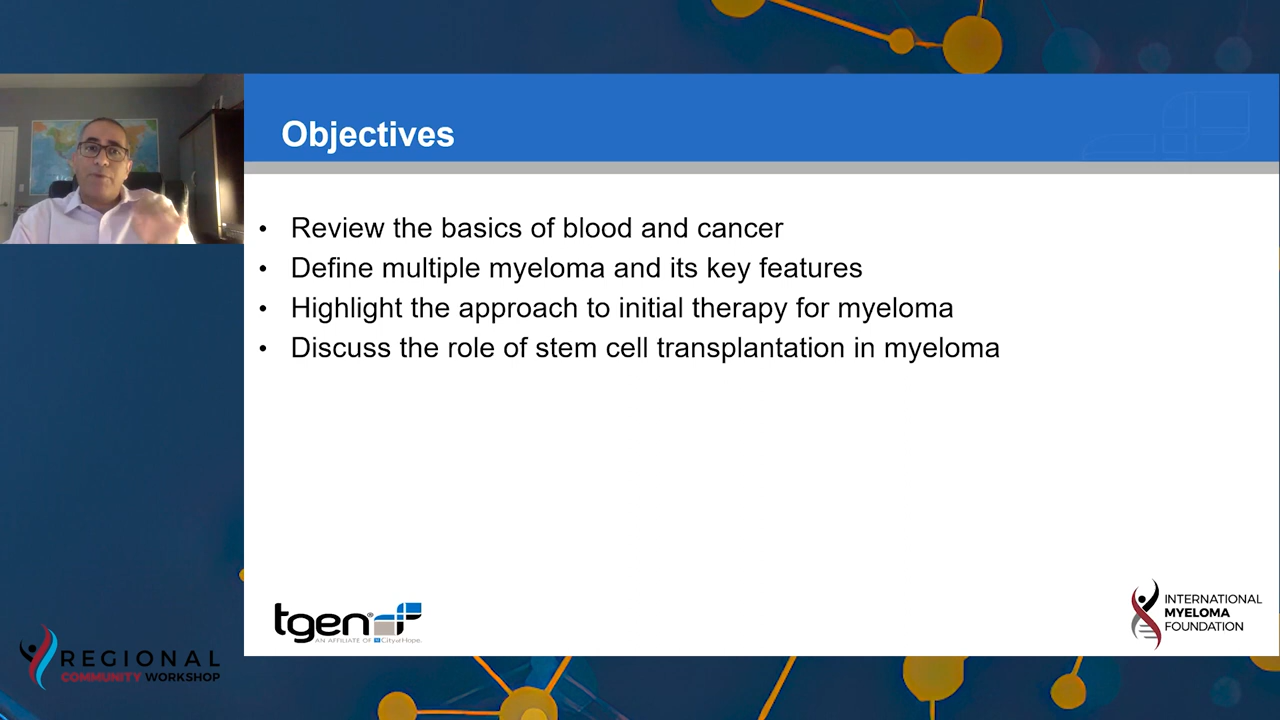 Objectives
• Review the basics of blood and cancer
• Define multiple myeloma and its key features
• Highlight the approach to initial therapy for myeloma
• Discuss the role of stem cell transplantation in myeloma
tgen®
AN AFFILIATE OF City of Hope.
INTERNATIONAL
MYELOMA
FOUNDATION
REGIONAL
COMMUNITY WORKSHOP